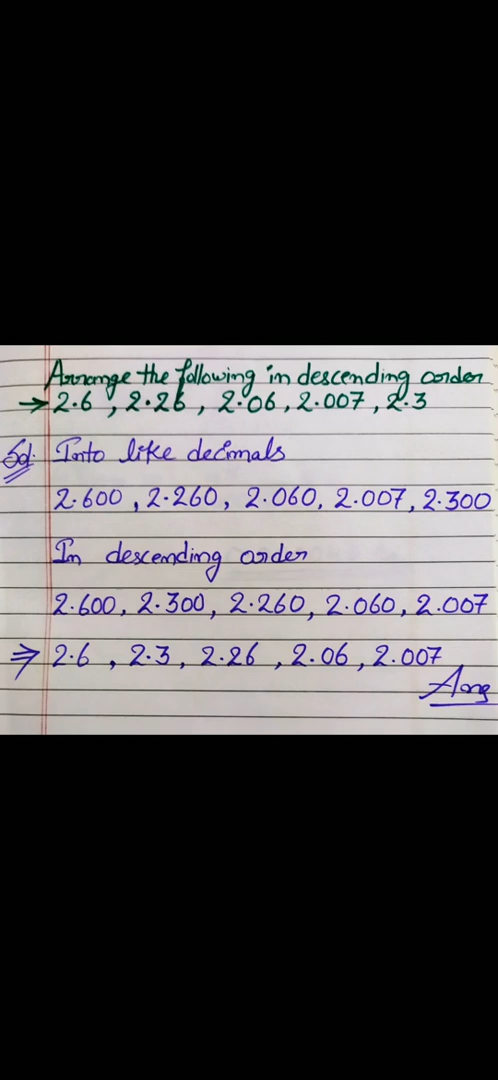 Arrange the following in descending order
→ 2.6 , 2.26 , 2.06 , 2.007 , 2.3
Sol. Into like decimals
2.600 , 2.260 , 2.060 , 2.007 , 2.300
In descending order
2.600 , 2.300 , 2.260 , 2.060 , 2.007
⇒ 2.6 , 2.3 , 2.26 , 2.06 , 2.007
Ans